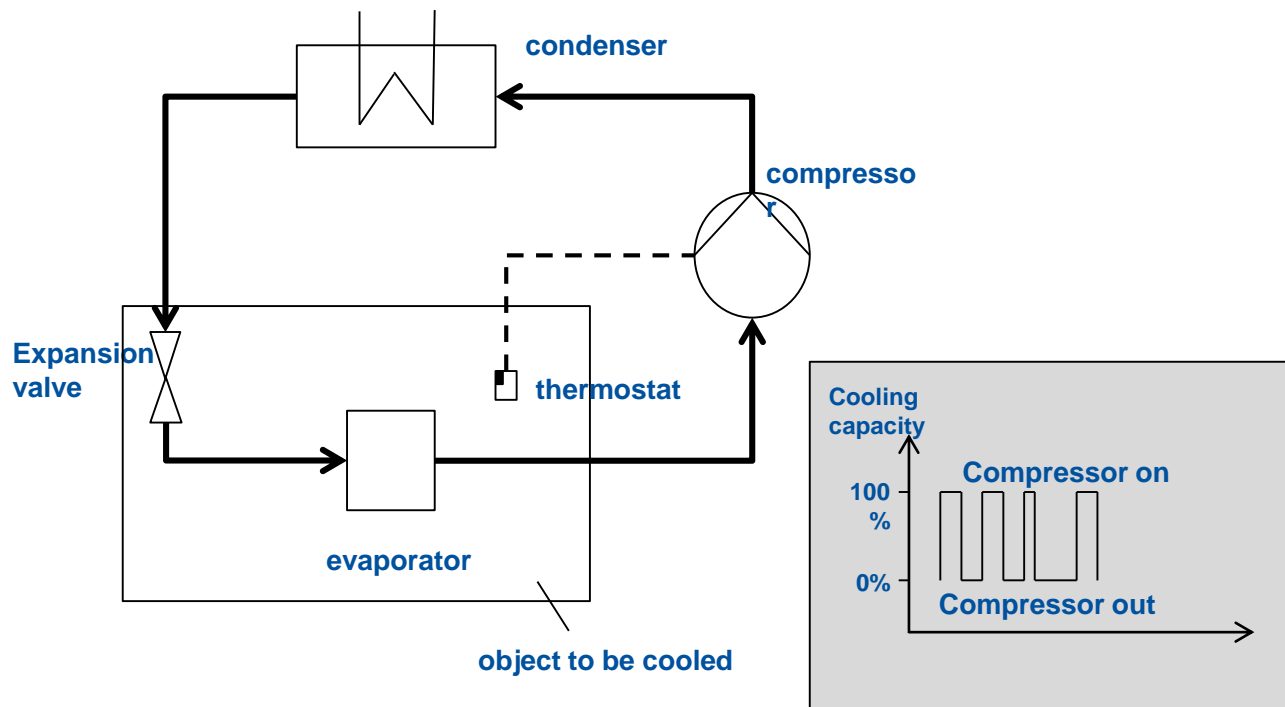 condenser
compresso
r
Expansion
valve
thermostat
evaporator
object to be cooled
Cooling
capacity
Compressor on
100
%
0%
Compressor out